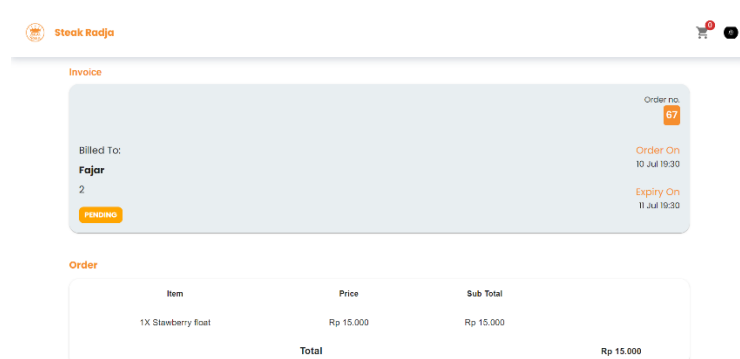 Steak Radja
0
Invoice
Order no.
67
Billed To:
Order On
Fajar
10 Jul 19:30
2
Expiry On
PENDING
11 Jul 19:30
Order
Item Price Sub Total
1X Stawberry float Rp 15.000 Rp 15.000
Total Rp 15.000